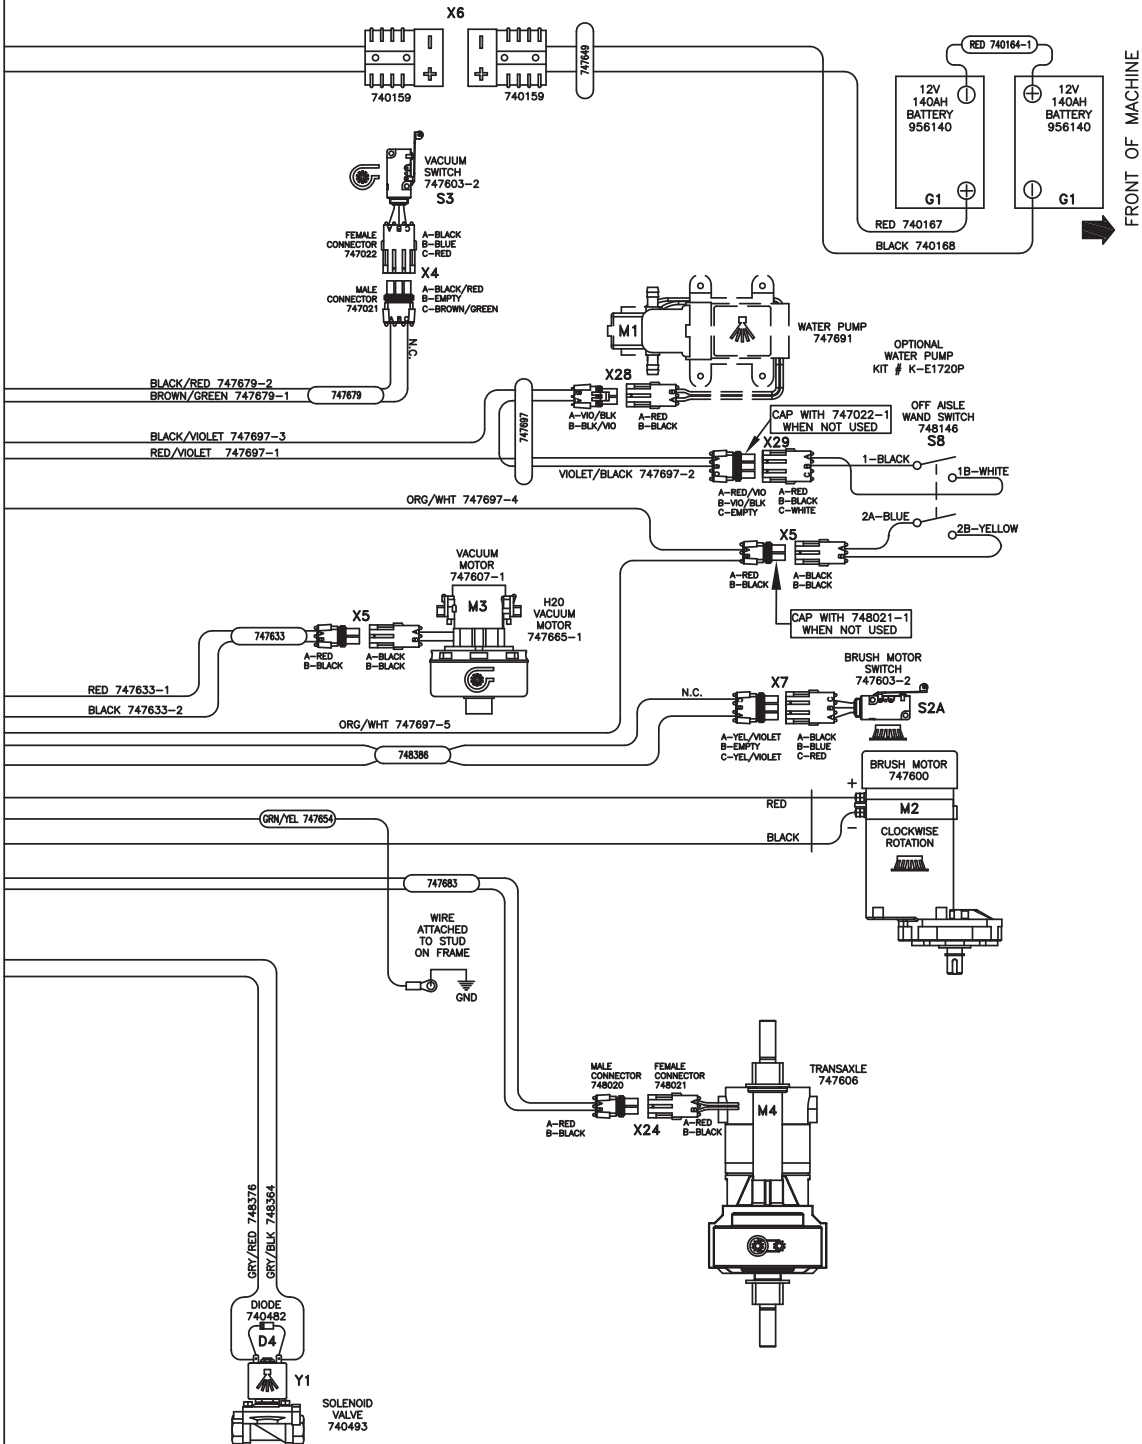 X6
740159
740159
747649
RED 740164-1
12V
140AH
BATTERY
956140
G1
12V
140AH
BATTERY
956140
G1
FRONT OF MACHINE
RED 740167
BLACK 740168
VACUUM
SWITCH
747603-2
S3
FEMALE
CONNECTOR
747022
A B C
A-BLACK
B-BLUE
C-RED
X4
MALE
CONNECTOR
747021
A-BLACK/RED
B-EMPTY
C-BROWN/GREEN
A B C
N.C.
BLACK/RED 747679-2
BROWN/GREEN 747679-1
747679
M1
WATER PUMP
747691
OPTIONAL
WATER PUMP
KIT # K-E1720P
X28
A-VIO/BLK
B-BLK/VIO
A-RED
B-BLACK
747697
BLACK/VIOLET 747697-3
RED/VIOLET 747697-1
VIOLET/BLACK 747697-2
CAP WITH 747022-1
WHEN NOT USED
X29
OFF AISLE
WAND SWITCH
748146
S8
1-BLACK
1B-WHITE
A-RED/VIO
B-VIO/BLK
C-EMPTY
A-RED
B-BLACK
C-WHITE
ORG/WHT 747697-4
2A-BLUE
2B-YELLOW
X5
A-RED
B-BLACK
A-BLACK
B-BLACK
CAP WITH 748021-1
WHEN NOT USED
VACUUM
MOTOR
747607-1
M3
H20
VACUUM
MOTOR
747665-1
X5
747633
A-RED
B-BLACK
A-BLACK
B-BLACK
RED 747633-1
BLACK 747633-2
ORG/WHT 747697-5
N.C.
X7
BRUSH MOTOR
SWITCH
747603-2
S2A
A-YEL/VIOLET
B-EMPTY
C-YEL/VIOLET
A-BLACK
B-BLUE
C-RED
748386
BRUSH MOTOR
747600
M2
CLOCKWISE
ROTATION
RED
BLACK
GRN/YEL 747654
747683
WIRE
ATTACHED
TO STUD
ON FRAME
GND
MALE
CONNECTOR
748020
FEMALE
CONNECTOR
748021
A-RED
B-BLACK
X24
A-RED
B-BLACK
TRANSAXLE
747606
M4
GRY/RED 748376
GRY/BLK 748364
DIODE
740482
D4
Y1
SOLENOID
VALVE
740493